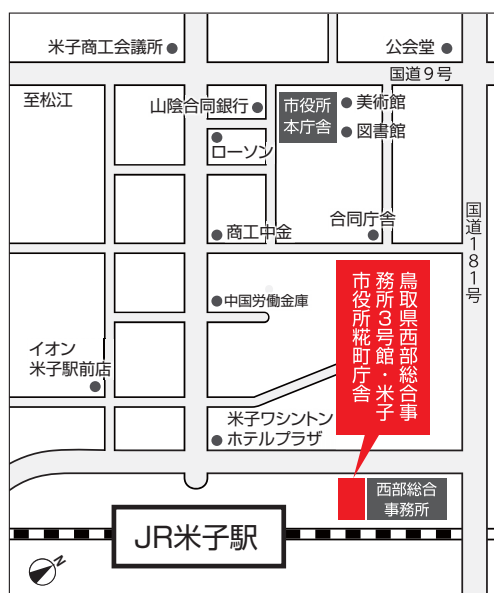 米子商工会議所
公会堂
国道9号
至松江
山陰合同銀行
市役所
本庁舎
美術館
図書館
ローソン
国道181号
商工中金
合同庁舎
中国労働金庫
鳥取県西部総合事
務所3号館・米子
市役所糀町庁舎
イオン
米子駅前店
米子ワシントン
ホテルプラザ
西部総合
事務所
JR米子駅
N